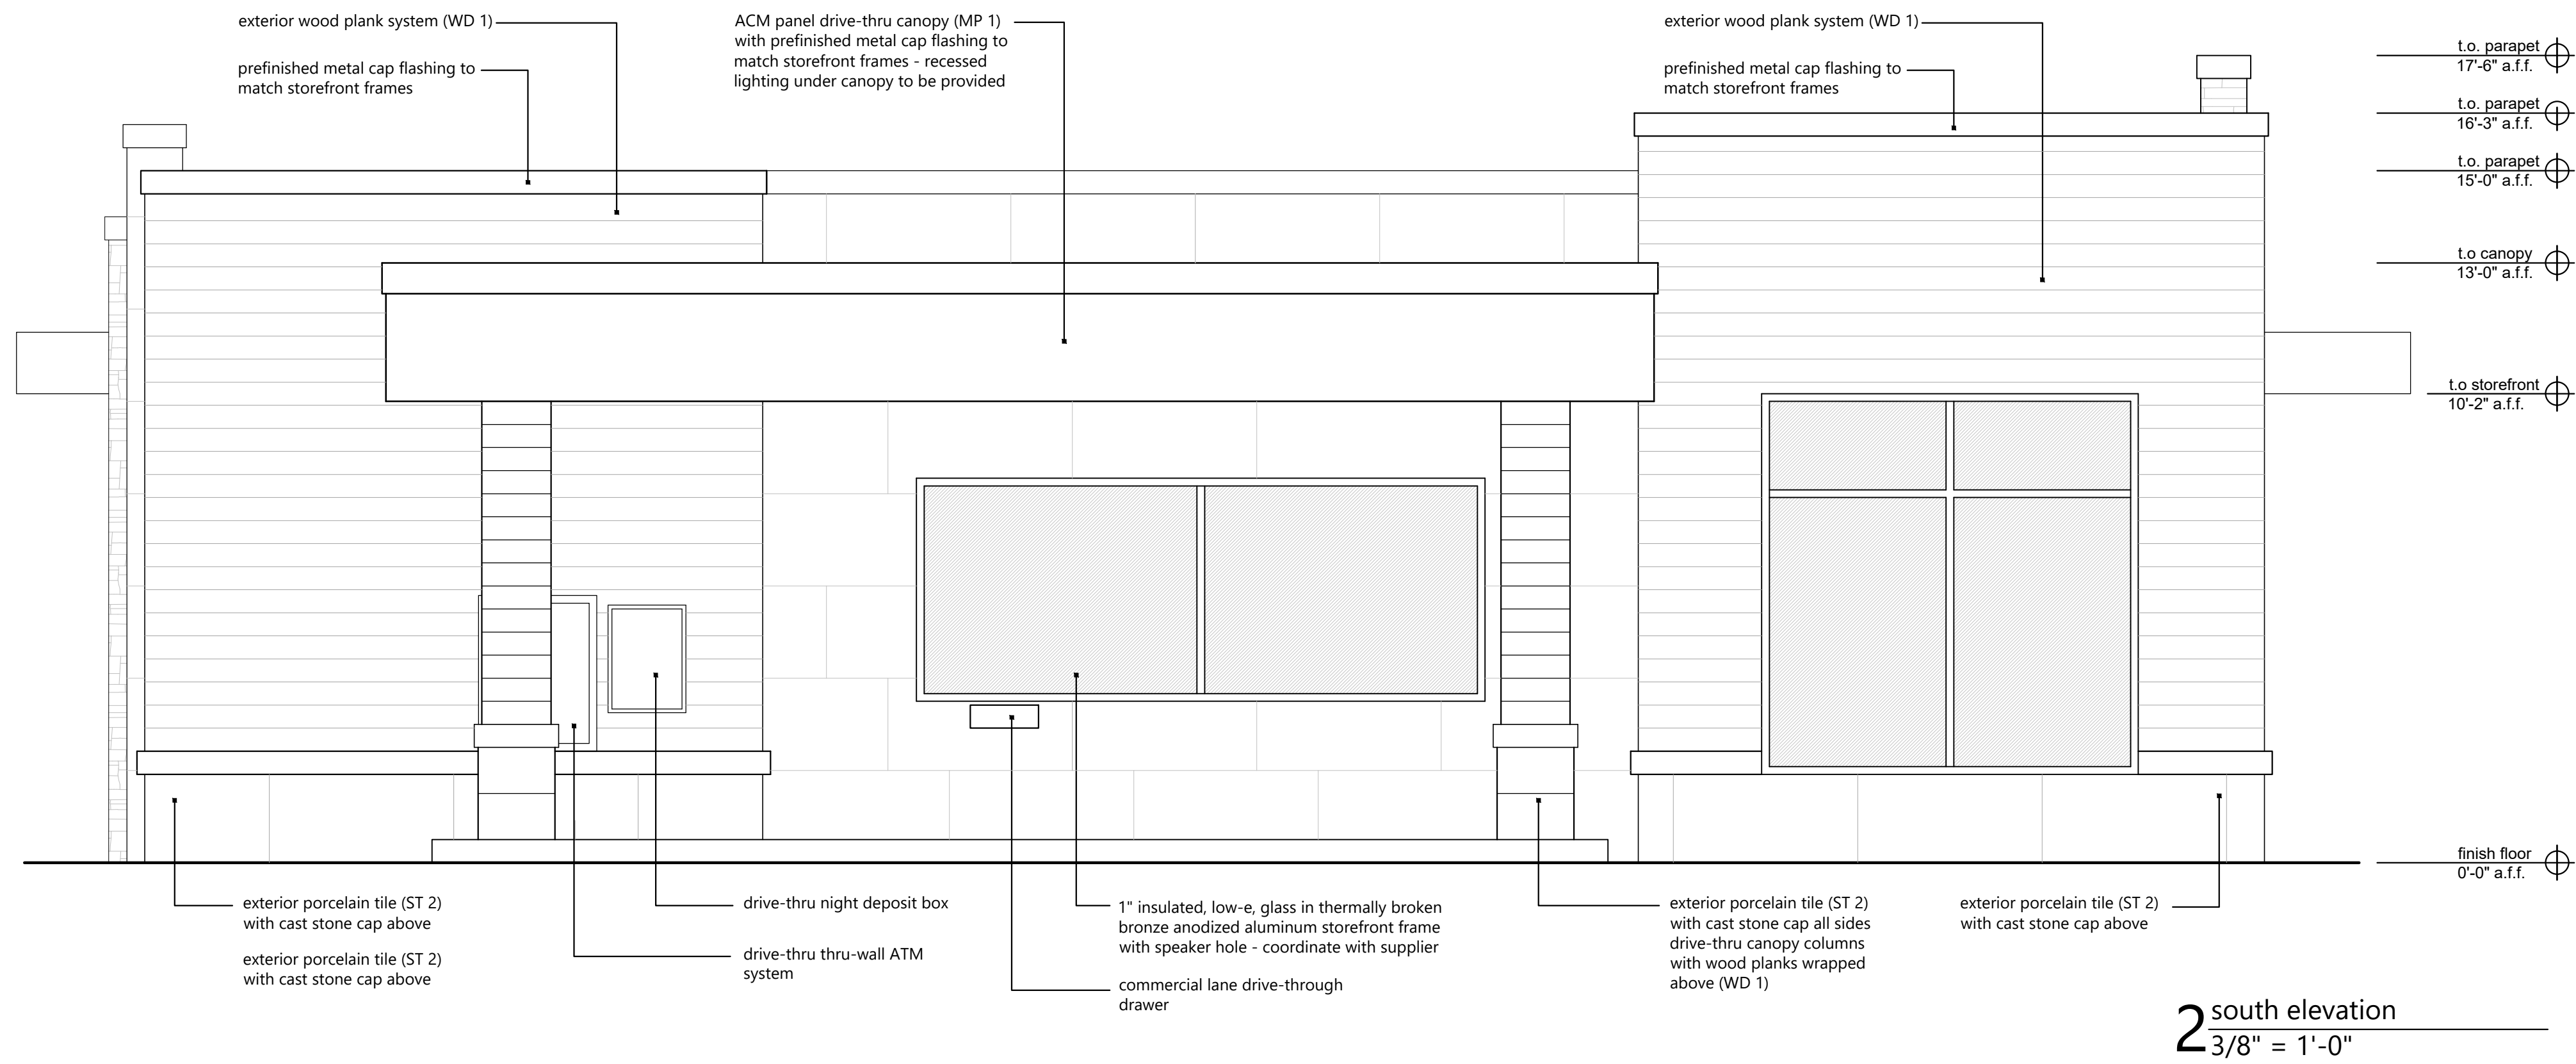 exterior wood plank system (WD 1)
prefinished metal cap flashing to
match storefront frames
ACM panel drive-thru canopy (MP 1)
with prefinished metal cap flashing to
match storefront frames - recessed
lighting under canopy to be provided
exterior wood plank system (WD 1)
prefinished metal cap flashing to
match storefront frames
t.o. parapet
17'-6" a.f.f.
t.o. parapet
16'-3" a.f.f.
t.o. parapet
15'-0" a.f.f.
t.o canopy
13'-0" a.f.f.
t.o storefront
10'-2" a.f.f.
finish floor
0'-0" a.f.f.
exterior porcelain tile (ST 2)
with cast stone cap above
exterior porcelain tile (ST 2)
with cast stone cap above
drive-thru night deposit box
drive-thru thru-wall ATM
system
1" insulated, low-e, glass in thermally broken
bronze anodized aluminum storefront frame
with speaker hole - coordinate with supplier
commercial lane drive-through
drawer
exterior porcelain tile (ST 2)
with cast stone cap all sides
drive-thru canopy columns
with wood planks wrapped
above (WD 1)
exterior porcelain tile (ST 2)
with cast stone cap above
2 south elevation
3/8" = 1'-0"